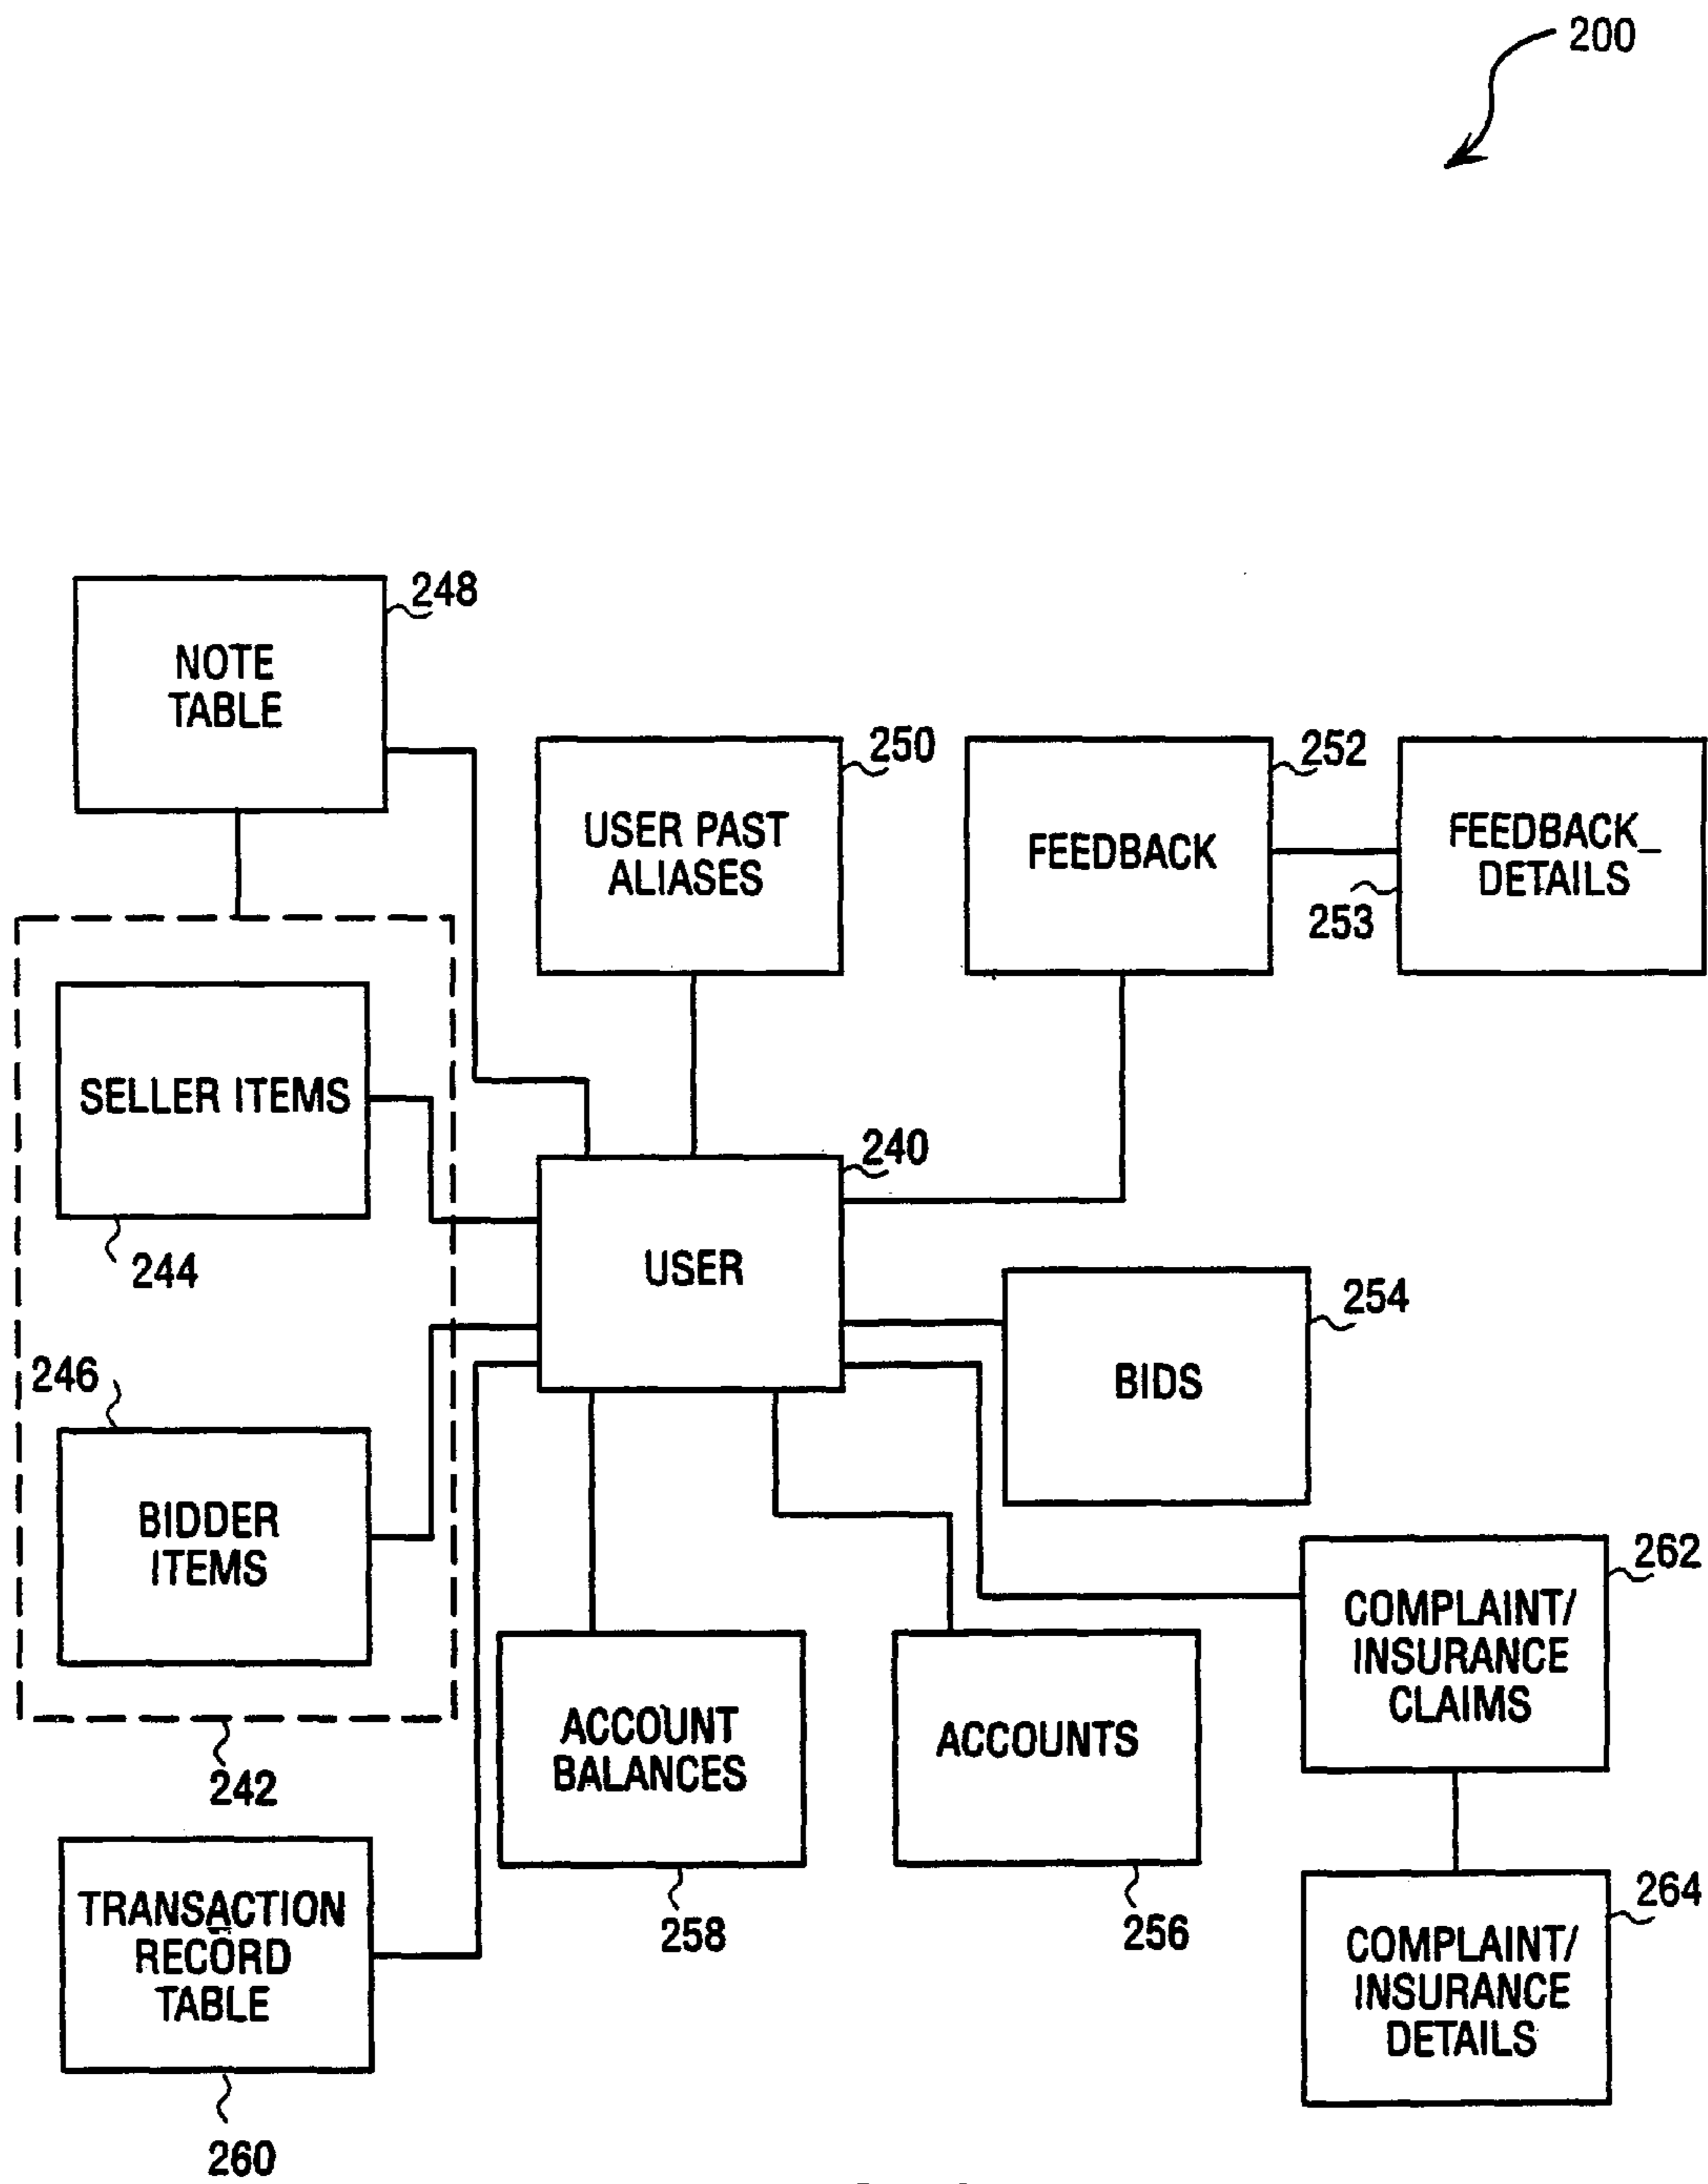 200
248
NOTE
TABLE
250
USER PAST
ALIASES
252
FEEDBACK
FEEDBACK_
DETAILS
253
SELLER ITEMS
244
240
USER
254
BIDS
246
BIDDER
ITEMS
242
ACCOUNT
BALANCES
258
ACCOUNTS
256
262
COMPLAINT/
INSURANCE
CLAIMS
264
COMPLAINT/
INSURANCE
DETAILS
TRANSACTION
RECORD
TABLE
260